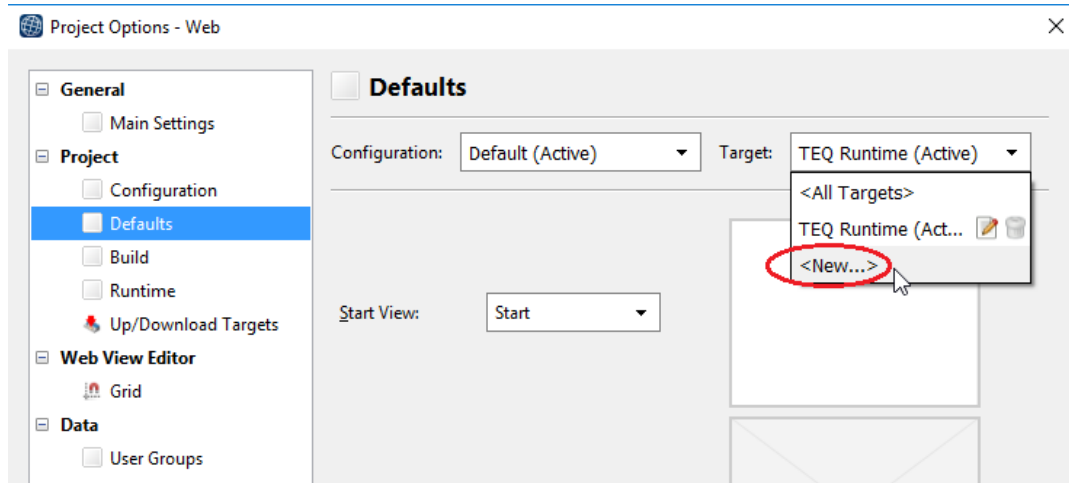 Project Options - Web
General
Main Settings
Project
Configuration
Defaults
Build
Runtime
Up/Download Targets
Web View Editor
Grid
Data
User Groups
Defaults
Configuration: Default (Active) Target: TEQ Runtime (Active)
<All Targets>
TEQ Runtime (Act...
<New...>
Start View: Start